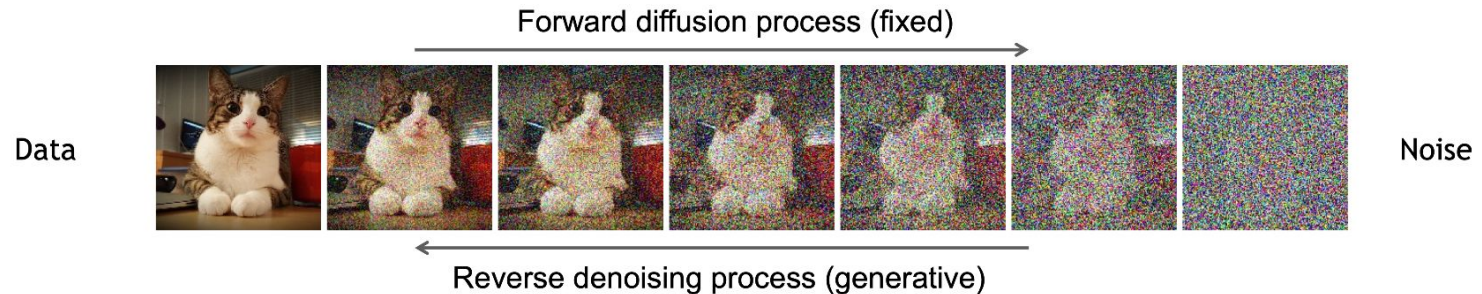 Forward diffusion process (fixed)
Data
Noise
Reverse denoising process (generative)